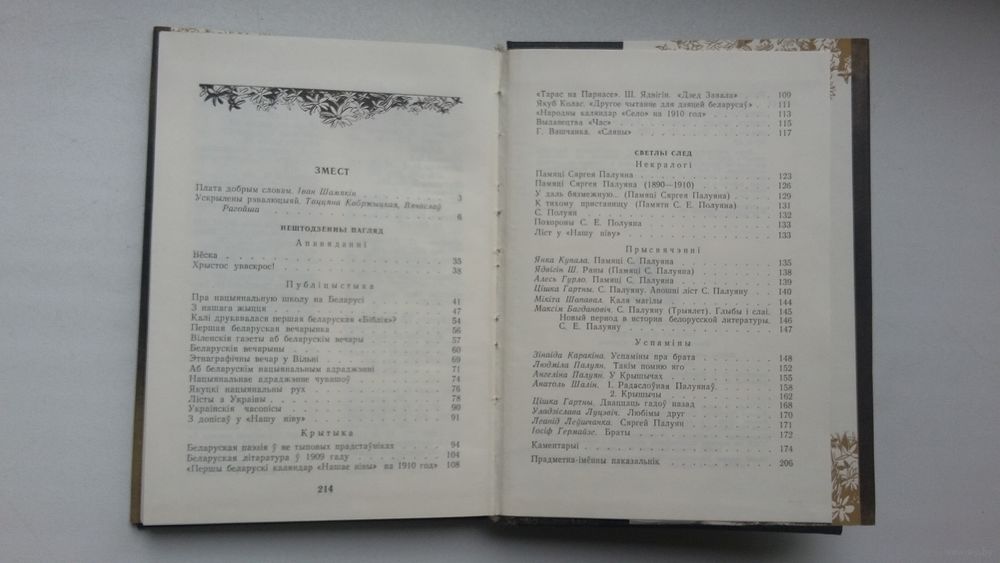 ЗМЕСТ
Плата добрым словам. Іван Шамякін . . . 3
Ускрылены рэвалюцыяй. Таццяна Кабржыцкая, Вячаслаў
Рагойша . . . 6
НЕШТОДЗЕННЫ ПАГЛЯД
Апавяданні
Вёска . . . 35
Хрыстос уваскрос! . . . 38
Публіцыстыка
Пра нацыянальную школу на Беларусі . . . 41
З нашага жыцця . . . 47
Калі друкавалася першая беларуская «Біблія»? . . . 54
Першая беларуская вечарынка . . . 56
Віленскія газеты аб беларускім вечары . . . 57
Беларускія вечарыны . . . 60
Этнаграфічны вечар у Вільні . . . 69
Аб беларускім нацыянальным адраджэнні . . . 71
Нацыянальнае адраджэнне чувашоў . . . 74
Якуцкі нацыянальны рух . . . 76
Лісты з Украіны . . . 78
Украінскія часопісы . . . 90
З допісаў у «Нашу ніву» . . . 91
Крытыка
Беларуская паэзія ў яе тыповых прадстаўніках . . . 94
Беларуская літаратура ў 1909 гаду . . . 104
«Першы беларускі каляндар «Нашае нівы» на 1910 год» 108
214
«Тарас на Парнасе». Ш. Ядвігін. «Дзед Завала» . . . 109
Якуб Колас. «Другое чытанне для дзяцей беларусаў» . . . 111
«Народны каляндар «Село» на 1910 год» . . . 113
Выдавецтва «Час» . . . 115
Г. Вашчанка. «Сляпы» . . . 117
СВЕТЛЫ СЛЕД
Некралогі
Памяці Сяргея Палуяна . . . 123
Памяці Сяргея Палуяна (1890—1910) . . . 126
У даль бязмежную... (Памяці Сяргея Палуяна) . . . 129
К тихому пристанищу (Памяти С. Е. Полуяна) . . . 131
С. Полуян . . . 132
Похороны С. Е. Полуяна . . . 133
Ліст у «Нашу ніву» . . . 133
Прысвячэнні
Янка Купала. Памяці С. Палуяна . . . 135
Ядвігін Ш. Раны (Памяці С. Палуяна) . . . 138
Алесь Гурло. Памяці С. Палуяна . . . 139
Цішка Гартны. С. Палуяну. Апошні ліст С. Палуяну . . . 140
Мікіта Шаповал. Каля магілы . . . 144
Максім Багдановіч. С. Палуяну (Трыялет). Глыбы і слаі. 145
Новый период в истории белорусской литературы. 146
С. Е. Палуяну . . . 147
Успаміны
Зінаіда Каракіна. Успаміны пра брата . . . 148
Людміла Палуян. Такім помню яго . . . 152
Ангеліна Палуян. У Крышычах . . . 155
Анатоль Шалін. 1. Радаслоўная Палуянаў . . . 158
2. Крышычы . . . 162
Цішка Гартны. Дваццаць гадоў назад . . . 168
Уладзіслава Луцэвіч. Любімы друг . . . 170
Леанід Леўшчанка. Сяргей Палуян . . . 171
Іосіф Гермайзе. Браты . . . 172
Каментарыі . . . 174
Прадметна-імённы паказальнік . . . 206